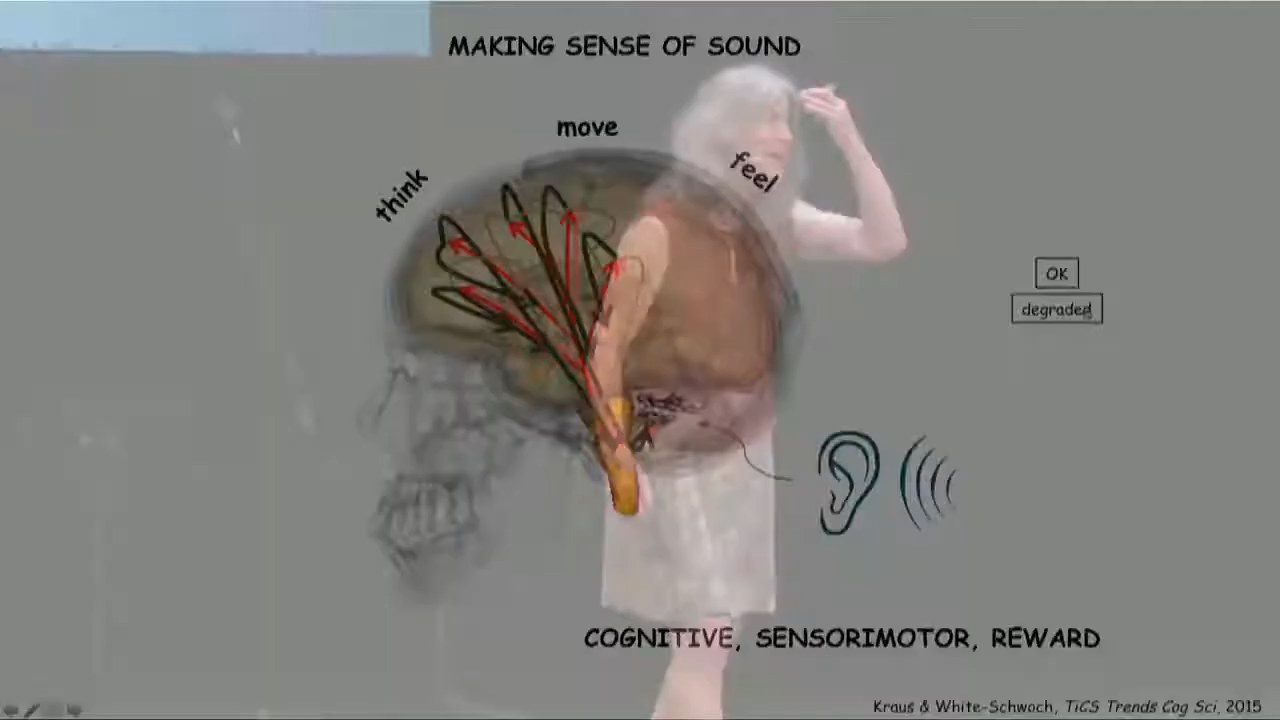 MAKING SENSE OF SOUND
move
think
feel
OK
degraded
COGNITIVE, SENSORIMOTOR, REWARD
Kraus & White-Schwoch, TiCS Trends Cog Sci, 2015